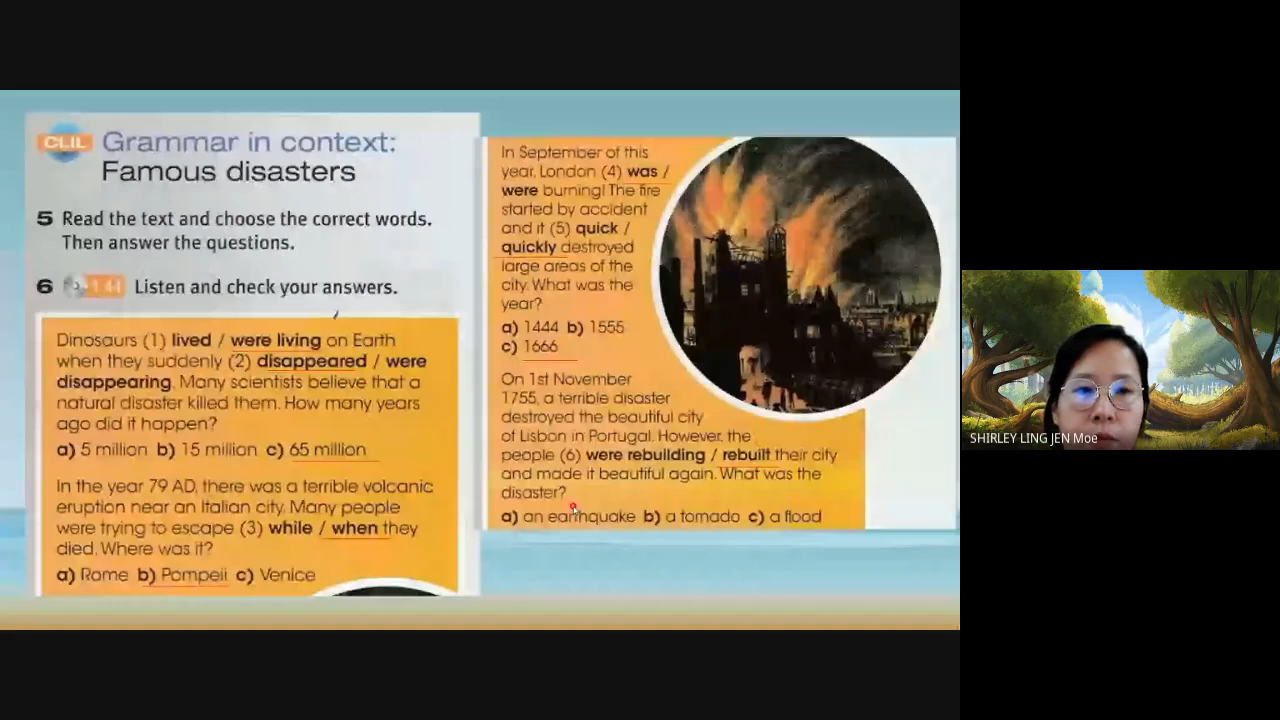 CLIL Grammar in context:
Famous disasters
5 Read the text and choose the correct words.
Then answer the questions.
6 1.44 Listen and check your answers.
Dinosaurs (1) lived / were living on Earth
when they suddenly (2) disappeared / were
disappearing. Many scientists believe that a
natural disaster killed them. How many years
ago did it happen?
a) 5 million b) 15 million c) 65 million
In the year 79 AD, there was a terrible volcanic
eruption near an Italian city. Many people
were trying to escape (3) while / when they
died. Where was it?
a) Rome b) Pompeii c) Venice
In September of this
year, London (4) was /
were burning! The fire
started by accident
and it (5) quick /
quickly destroyed
large areas of the
city. What was the
year?
a) 1444 b) 1555
c) 1666
On 1st November
1755, a terrible disaster
destroyed the beautiful city
of Lisbon in Portugal. However, the
people (6) were rebuilding / rebuilt their city
and made it beautiful again. What was the
disaster?
a) an earthquake b) a tornado c) a flood
SHIRLEY LING JEN Moe